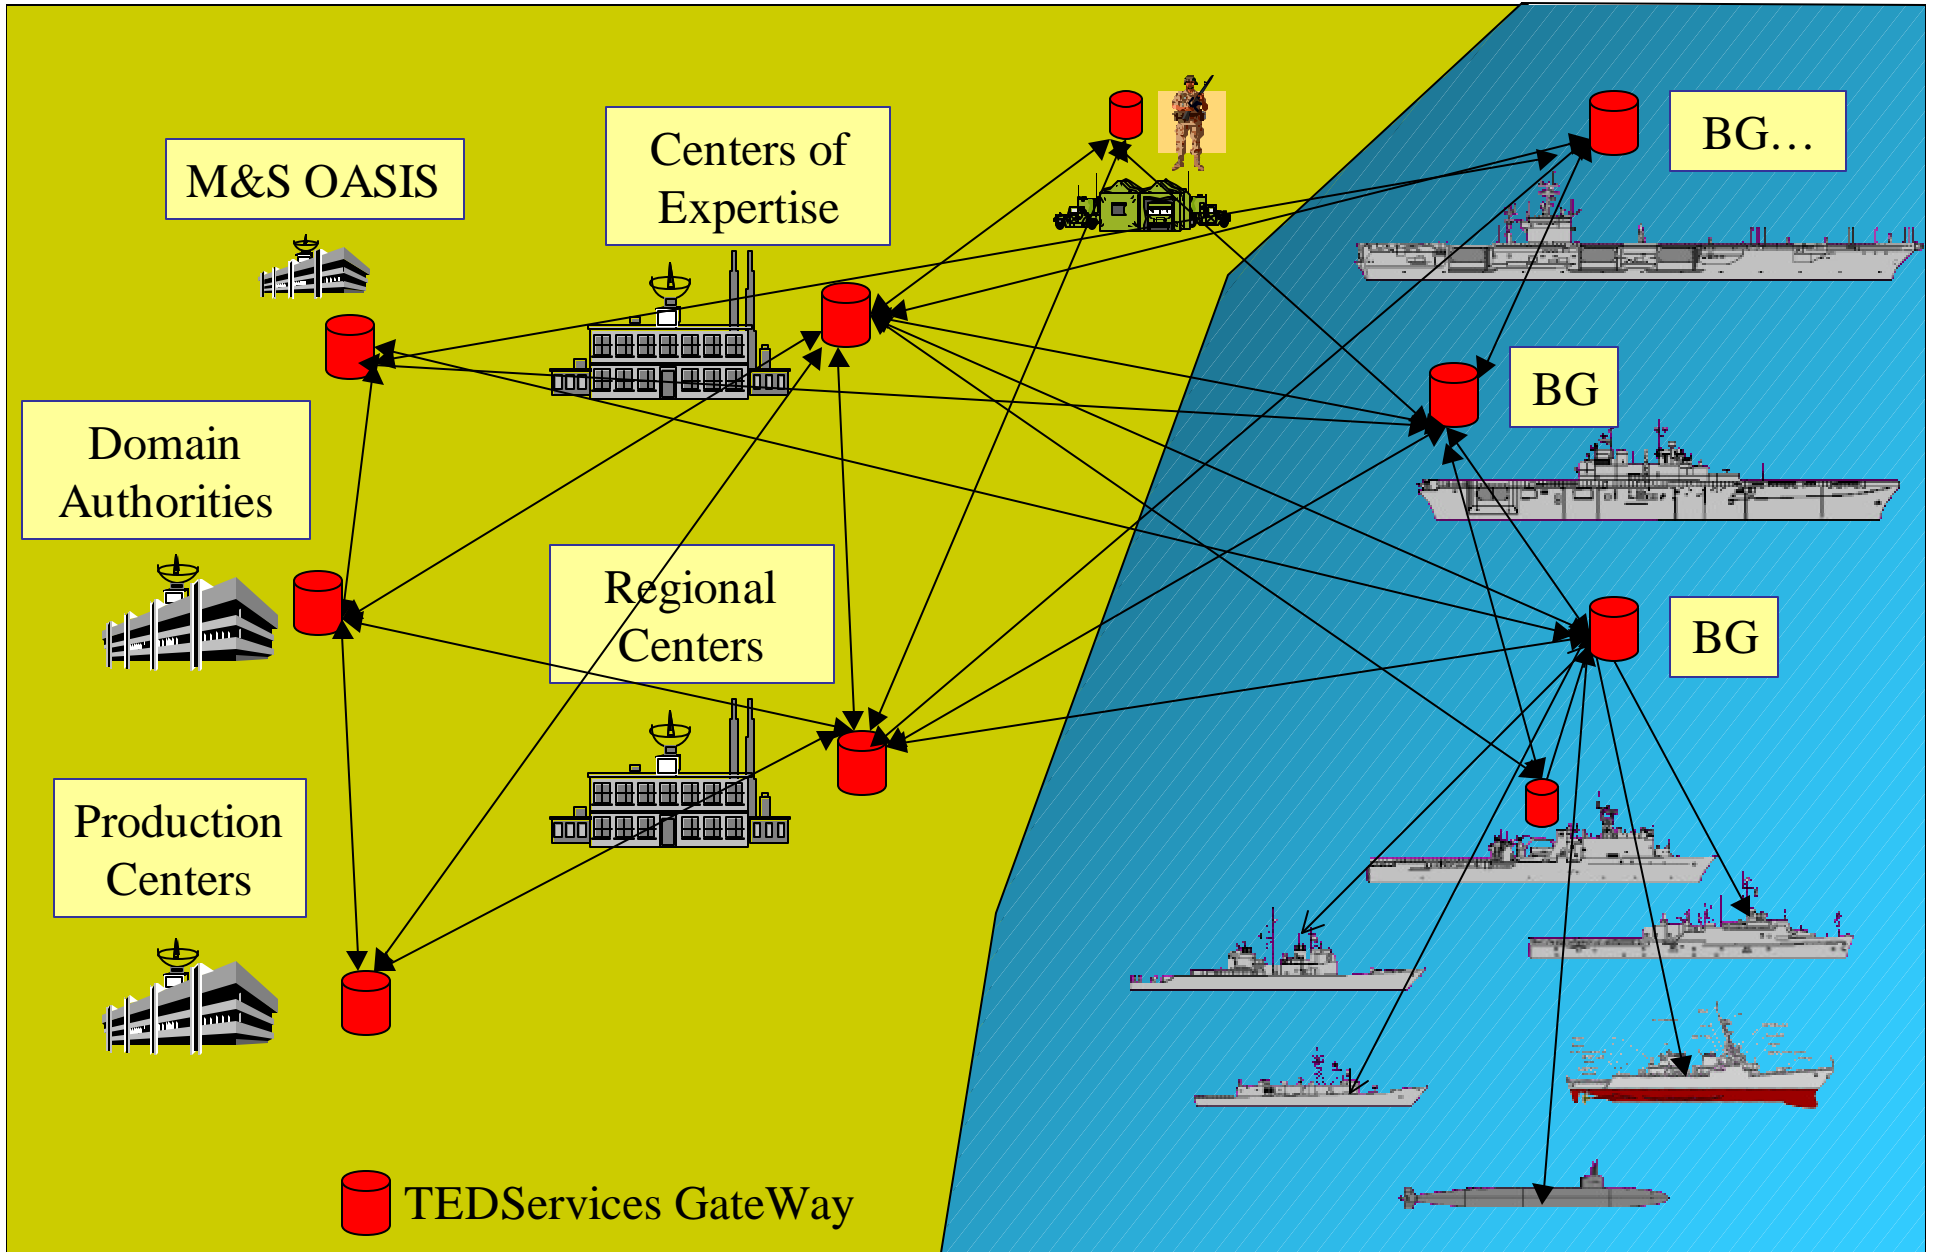 M&S OASIS
Centers of
Expertise
BG...
Domain
Authorities
BG
Regional
Centers
BG
Production
Centers
TEDServices GateWay